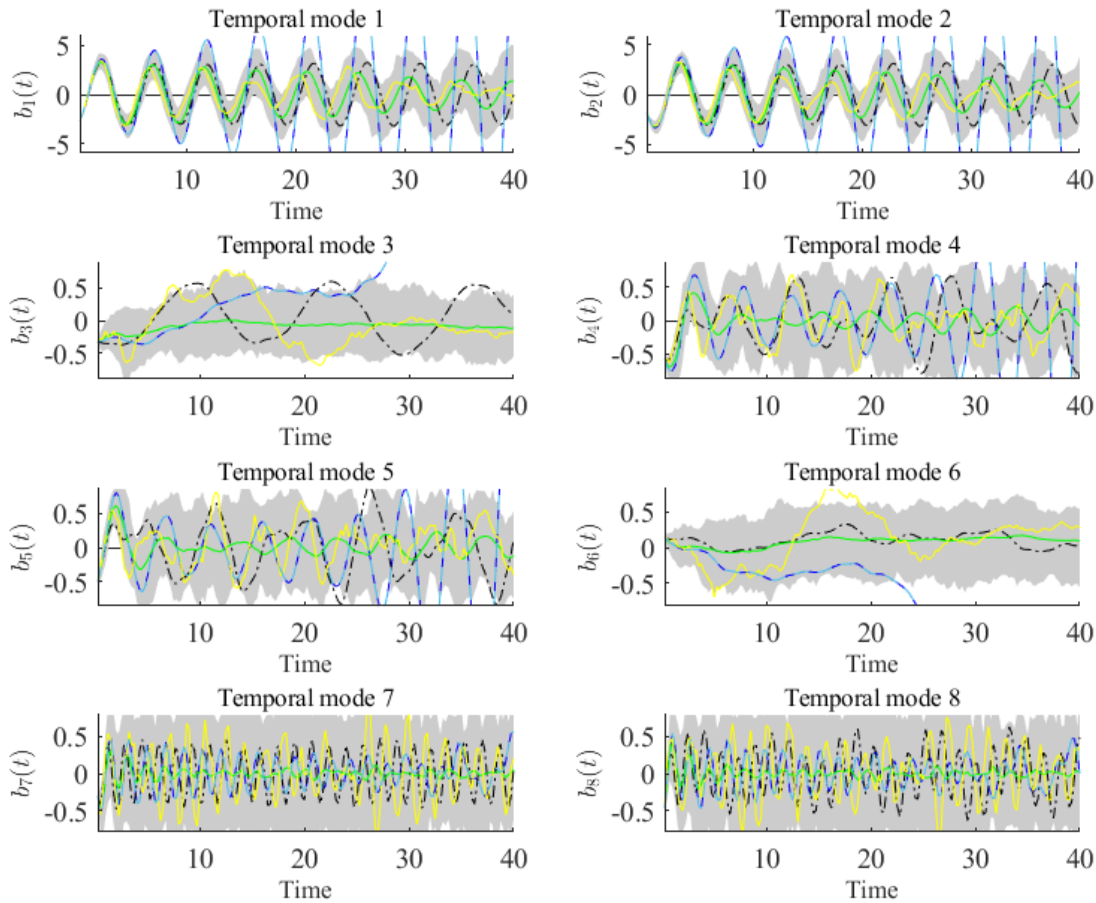 Temporal mode 1
Temporal mode 2
5
0
-5
b₁(t)
10 20 30 40
Time
5
0
-5
b₂(t)
10 20 30 40
Time
Temporal mode 3
Temporal mode 4
0.5
0
-0.5
b₃(t)
10 20 30 40
Time
0.5
0
-0.5
b₄(t)
10 20 30 40
Time
Temporal mode 5
Temporal mode 6
0.5
0
-0.5
b₅(t)
10 20 30 40
Time
0.5
0
-0.5
b₆(t)
10 20 30 40
Time
Temporal mode 7
Temporal mode 8
0.5
0
-0.5
b₇(t)
10 20 30 40
Time
0.5
0
-0.5
b₈(t)
10 20 30 40
Time